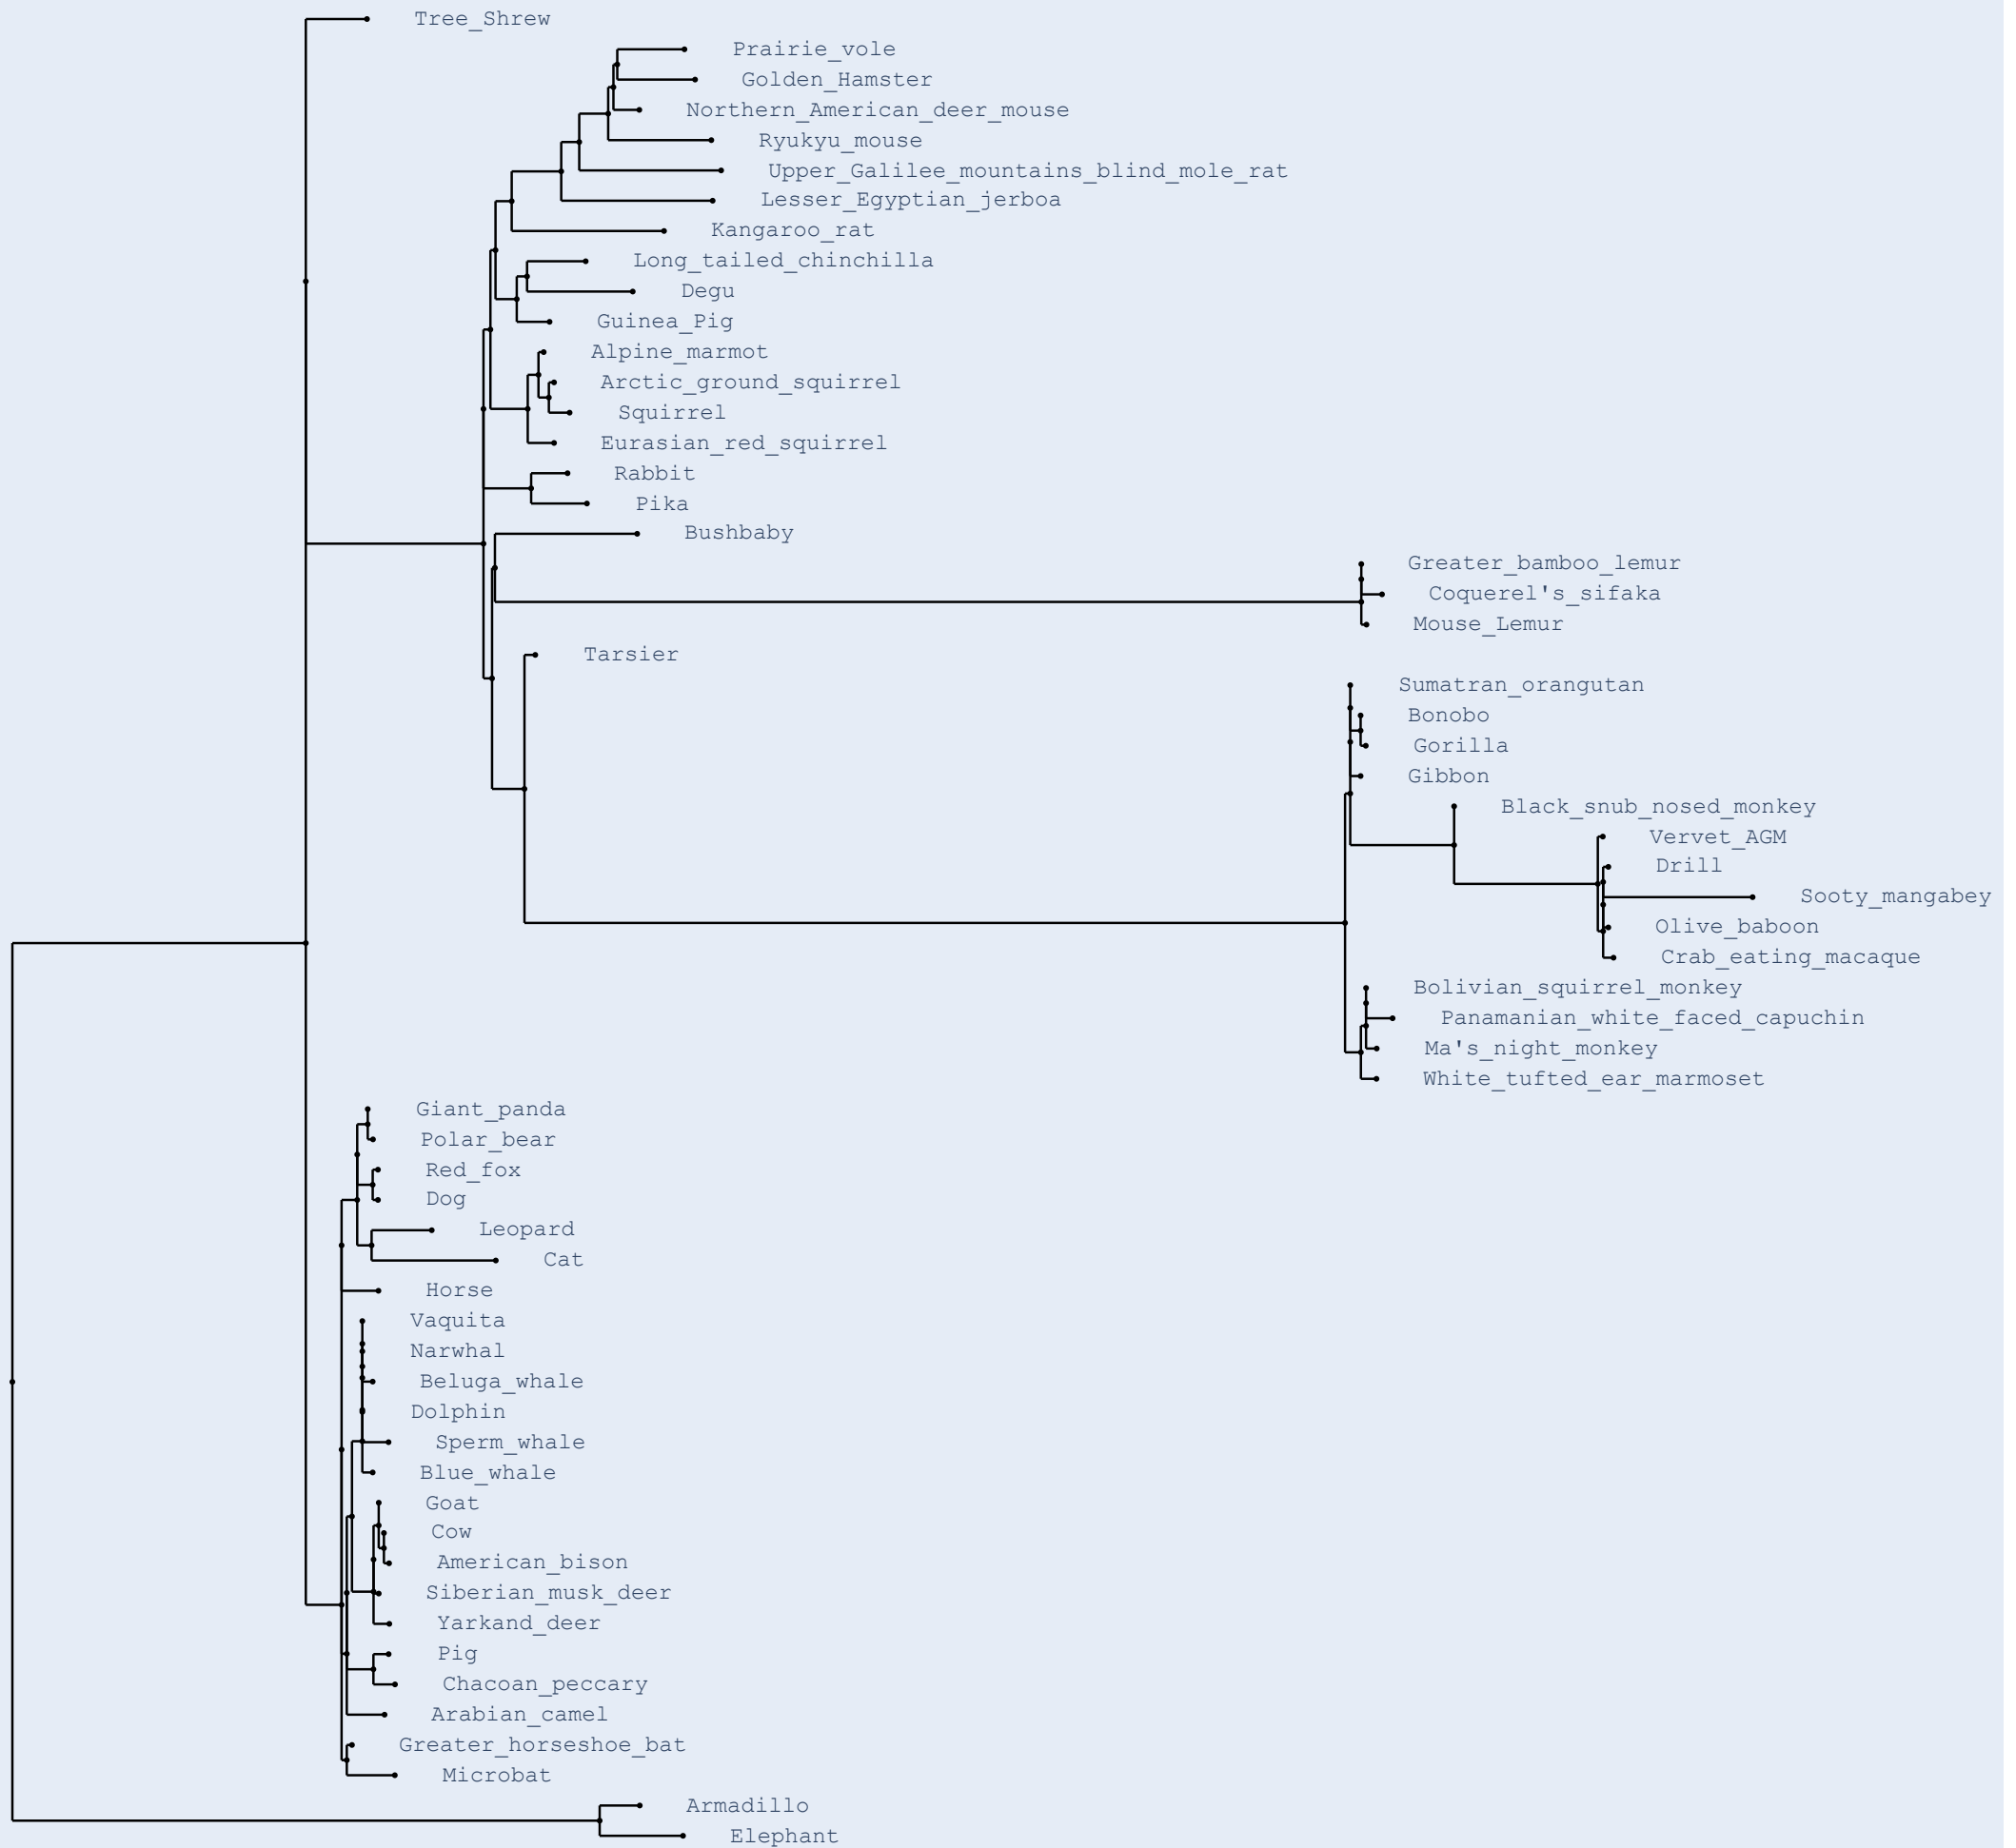 Tree_Shrew
Prairie_vole
Golden_Hamster
Northern_American_deer_mouse
Ryukyu_mouse
Upper_Galilee_mountains_blind_mole_rat
Lesser_Egyptian_jerboa
Kangaroo_rat
Long_tailed_chinchilla
Degu
Guinea_Pig
Alpine_marmot
Arctic_ground_squirrel
Squirrel
Eurasian_red_squirrel
Rabbit
Pika
Bushbaby
Greater_bamboo_lemur
Coquerel's_sifaka
Mouse_Lemur
Tarsier
Sumatran_orangutan
Bonobo
Gorilla
Gibbon
Black_snub_nosed_monkey
Vervet_AGM
Drill
Sooty_mangabey
Olive_baboon
Crab_eating_macaque
Bolivian_squirrel_monkey
Panamanian_white_faced_capuchin
Ma's_night_monkey
White_tufted_ear_marmoset
Giant_panda
Polar_bear
Red_fox
Dog
Leopard
Cat
Horse
Vaquita
Narwhal
Beluga_whale
Dolphin
Sperm_whale
Blue_whale
Goat
Cow
American_bison
Siberian_musk_deer
Yarkand_deer
Pig
Chacoan_peccary
Arabian_camel
Greater_horseshoe_bat
Microbat
Armadillo
Elephant